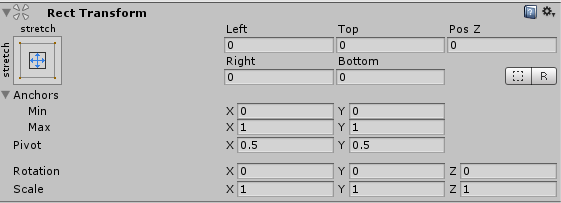 Rect Transform
stretch
stretch
Left Top Pos Z
0 0 0
Right Bottom
0 0
R
Anchors
Min X 0 Y 0
Max X 1 Y 1
Pivot X 0.5 Y 0.5
Rotation X 0 Y 0 Z 0
Scale X 1 Y 1 Z 1